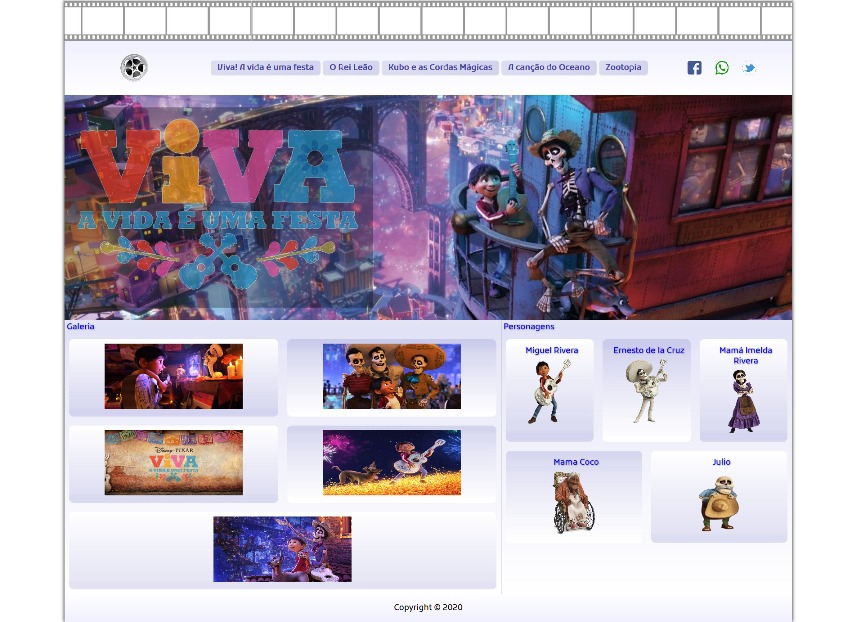 Viva! A vida é uma festa
O Rei Leão
Kubo e as Cordas Mágicas
A canção do Oceano
Zootopia
ViVA
A VIDA É UMA FESTA
Galeria
Personagens
Miguel Rivera
Ernesto de la Cruz
Mamá Imelda
Rivera
Disney PIXAR
ViVA
A VIDA É UMA FESTA
Mama Coco
Julio
Copyright © 2020